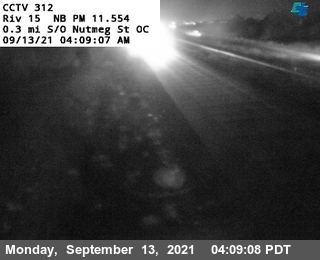 CCTV 312
Riv 15 NB PM 11.554
0.3 mi S/O Nutmeg St OC
09/13/21 04:09:07 AM
Monday, September 13, 2021 04:09:08 PDT